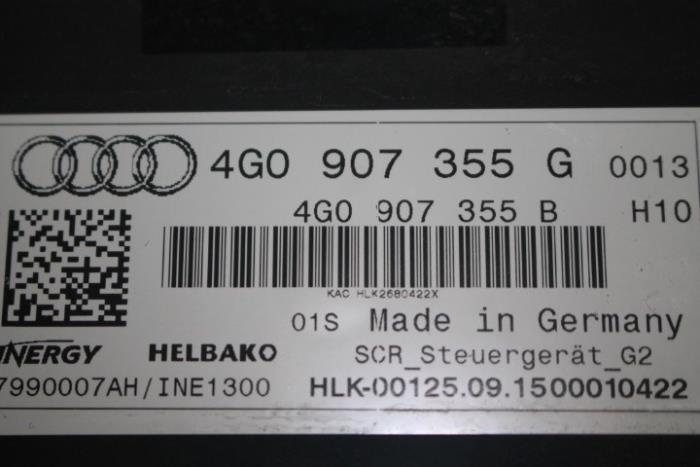 4G0 907 355 G 0013
4G0 907 355 B H10
KAC HLK2680422X
01S Made in Germany
INERGY HELBAKO SCR_Steuergerät_G2
7990007AH/INE1300 HLK-00125.09.1500010422